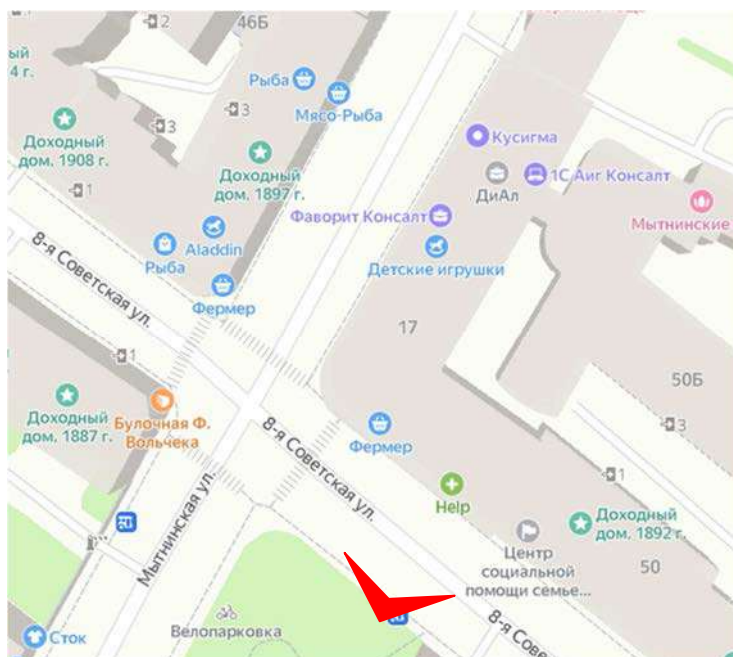 2
46Б
ый
4 г.
Рыба
Мясо-Рыба
3
3
Доходный
дом. 1908 г.
Доходный
дом. 1897 г.
1
Кусигма
ДиАл
1С Аиг Консалт
Мытнинские
Фаворит Консалт
Aladdin
Рыба
Детские игрушки
8-я Советская ул.
Фермер
17
1
50Б
Доходный
дом. 1887 г.
Булочная Ф.
Вольчека
Фермер
3
8-я Советская ул.
1
Help
Доходный
дом. 1892 г.
Мытнинская ул.
Центр
социальной
помощи семье...
50
Велопарковка
Сток
8-я Сове